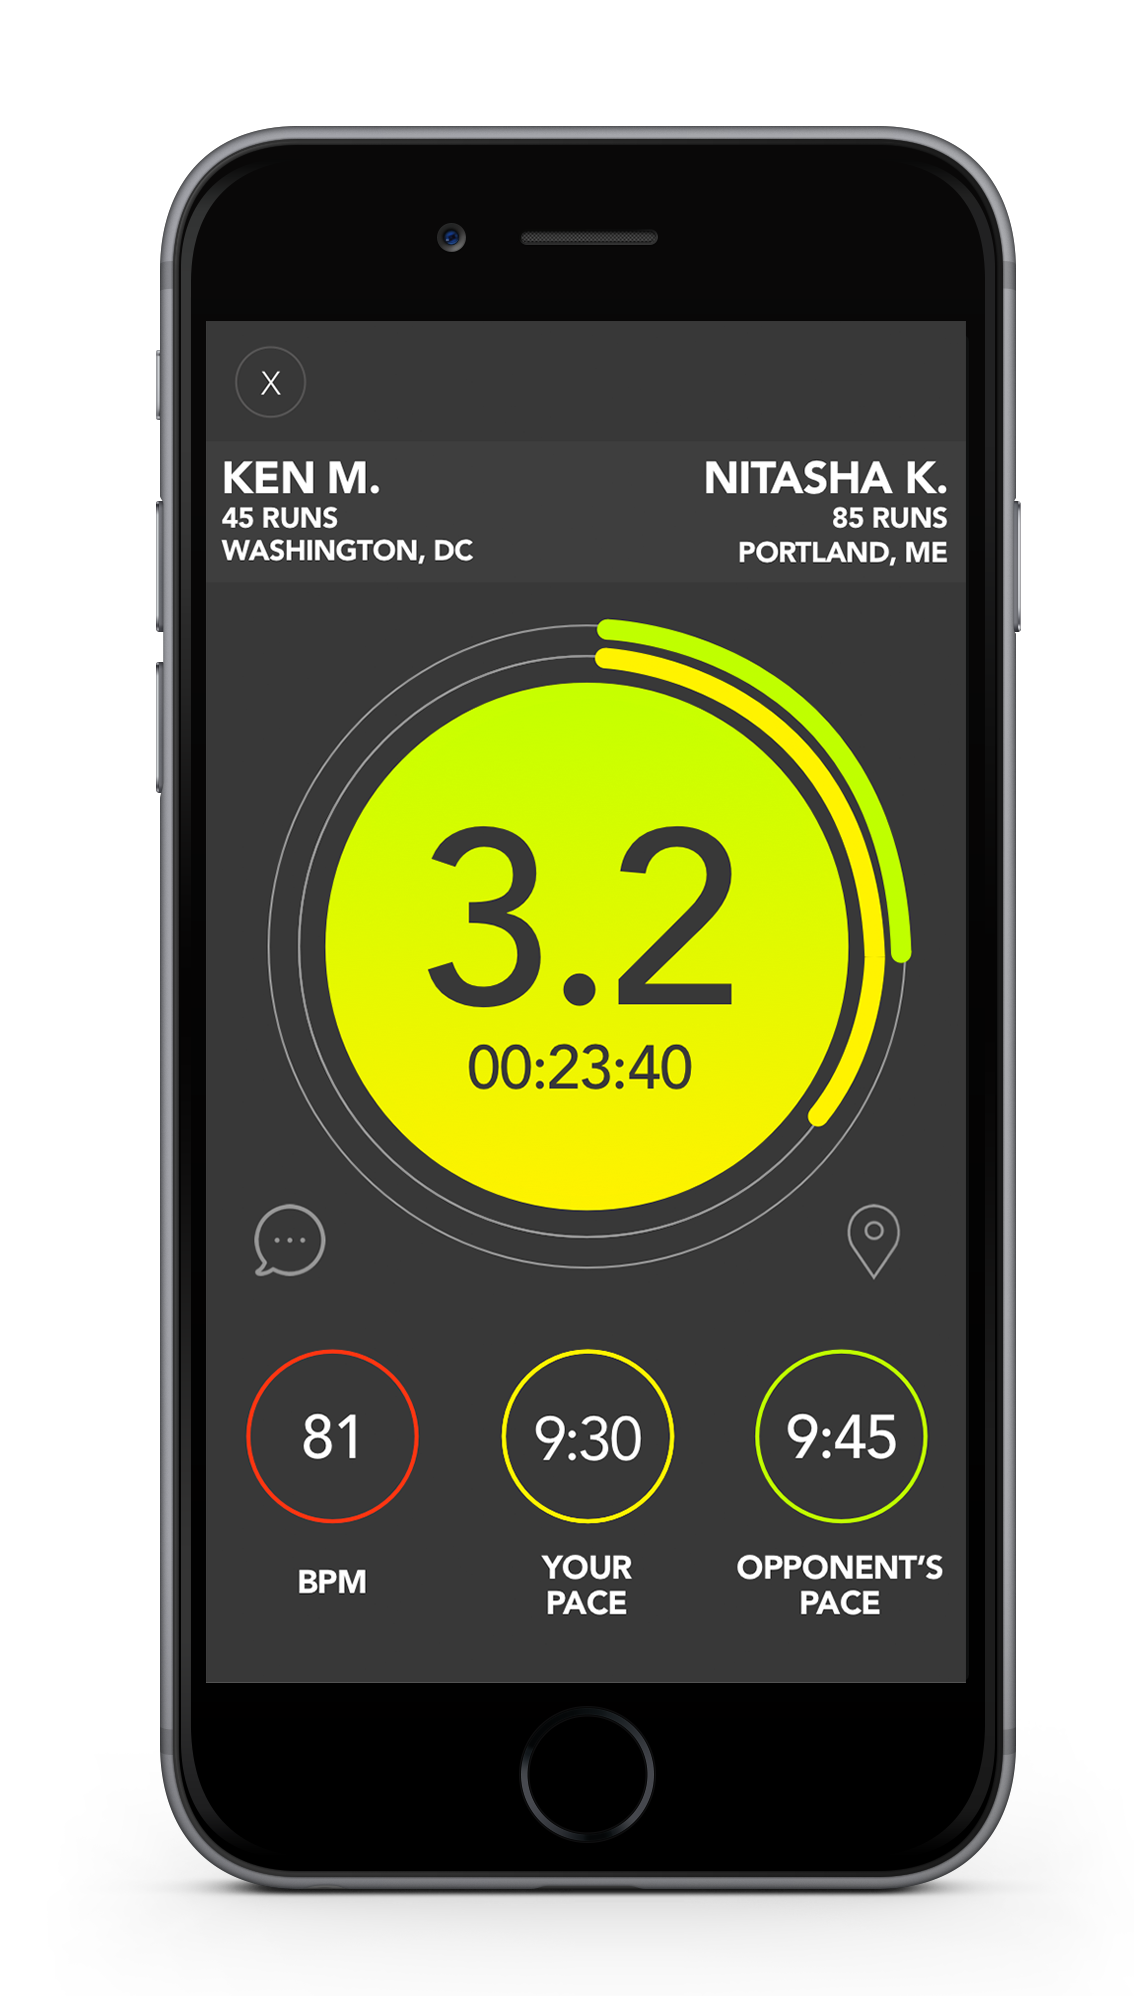 X
KEN M.
45 RUNS
WASHINGTON, DC
NITASHA K.
85 RUNS
PORTLAND, ME
3.2
00:23:40
81
BPM
9:30
YOUR
PACE
9:45
OPPONENT'S
PACE